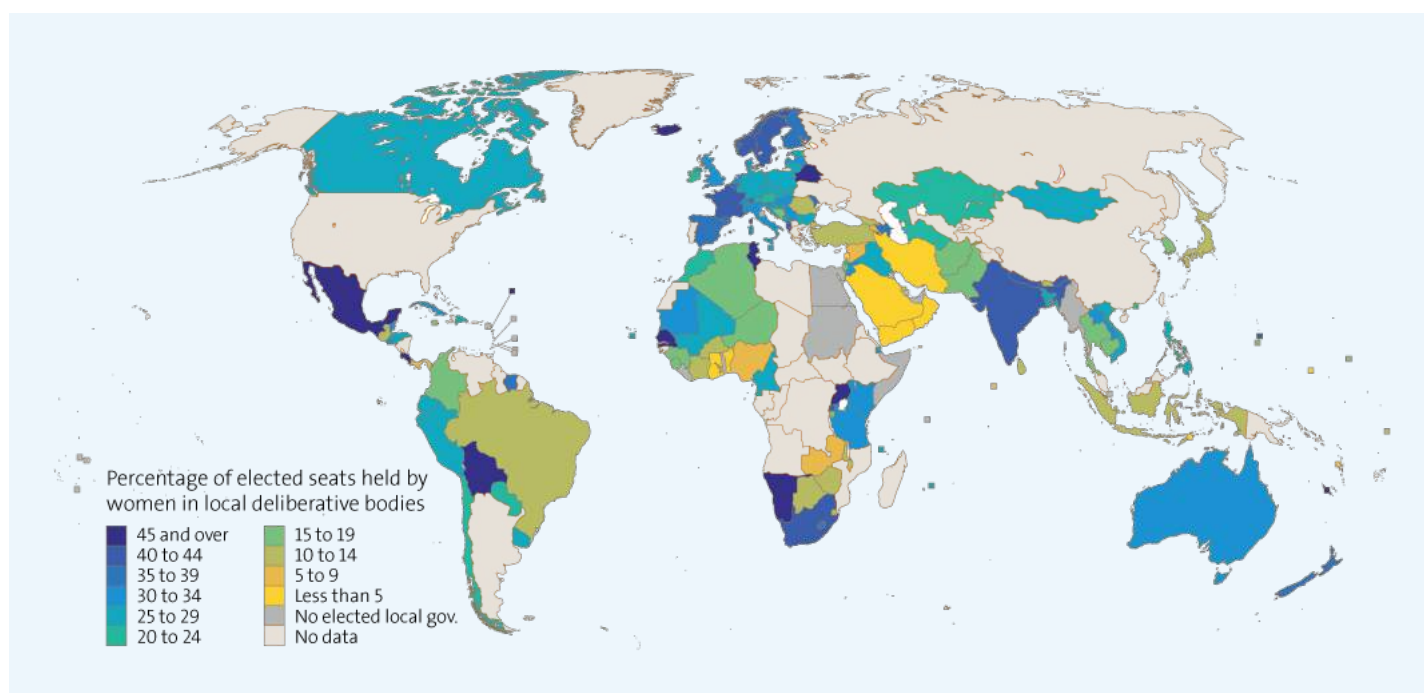 Percentage of elected seats held by
women in local deliberative bodies
45 and over
40 to 44
35 to 39
30 to 34
25 to 29
20 to 24
15 to 19
10 to 14
5 to 9
Less than 5
No elected local gov.
No data